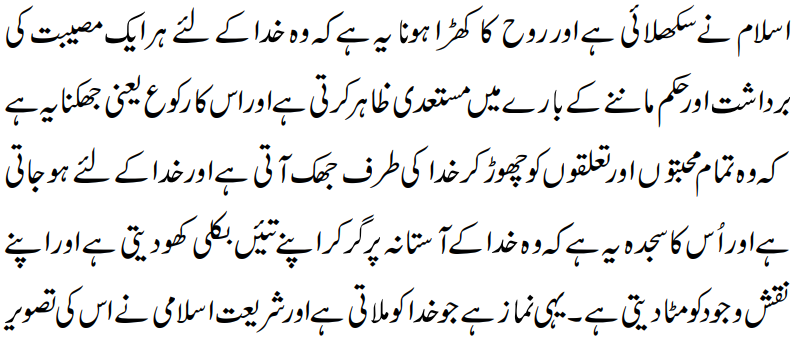 اسلام نے سکھلائی ہے اور روح کا کھڑا ہونا یہ ہے کہ وہ خدا کے لئے ہر ایک مصیبت کی
برداشت اور حکم ماننے کے بارے میں مستعدی ظاہر کرتی ہے اور اس کا رکوع یعنی جھکنا یہ ہے
کہ وہ تمام محبتوں اور تعلقوں کو چھوڑ کر خدا کی طرف جھک آتی ہے اور خدا کے لئے ہو جاتی
ہے اور اُس کا سجدہ یہ ہے کہ وہ خدا کے آستانہ پر گر کر اپنے تئیں بکلی کھو دیتی ہے اور اپنے
نقش وجود کو مٹا دیتی ہے۔ یہی نماز ہے جو خدا کو ملاتی ہے اور شریعت اسلامی نے اس کی تصویر